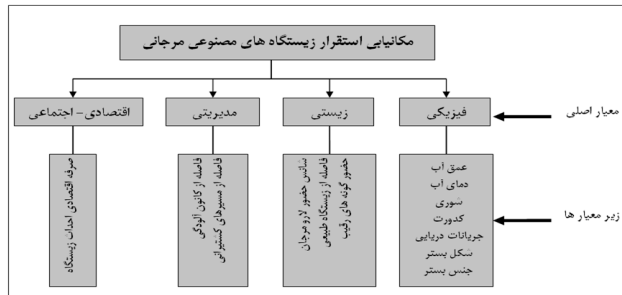 مکانیابی استقرار زیستگاه های مصنوعی مرجانی
معیار اصلی
فیزیکی
زیستی
مدیریتی
اقتصادی - اجتماعی
زیر معیار ها
عمق آب
دمای آب
شوری
کدورت
جریانات دریایی
شکل بستر
جنس بستر
حضور گونه های رقیب
فاصله از زیستگاه طبیعی
شانس حضور لارو مرجان
فاصله از مسیرهای کشتیرانی
فاصله از کانون آلودگی
صرفه اقتصادی احداث زیستگاه